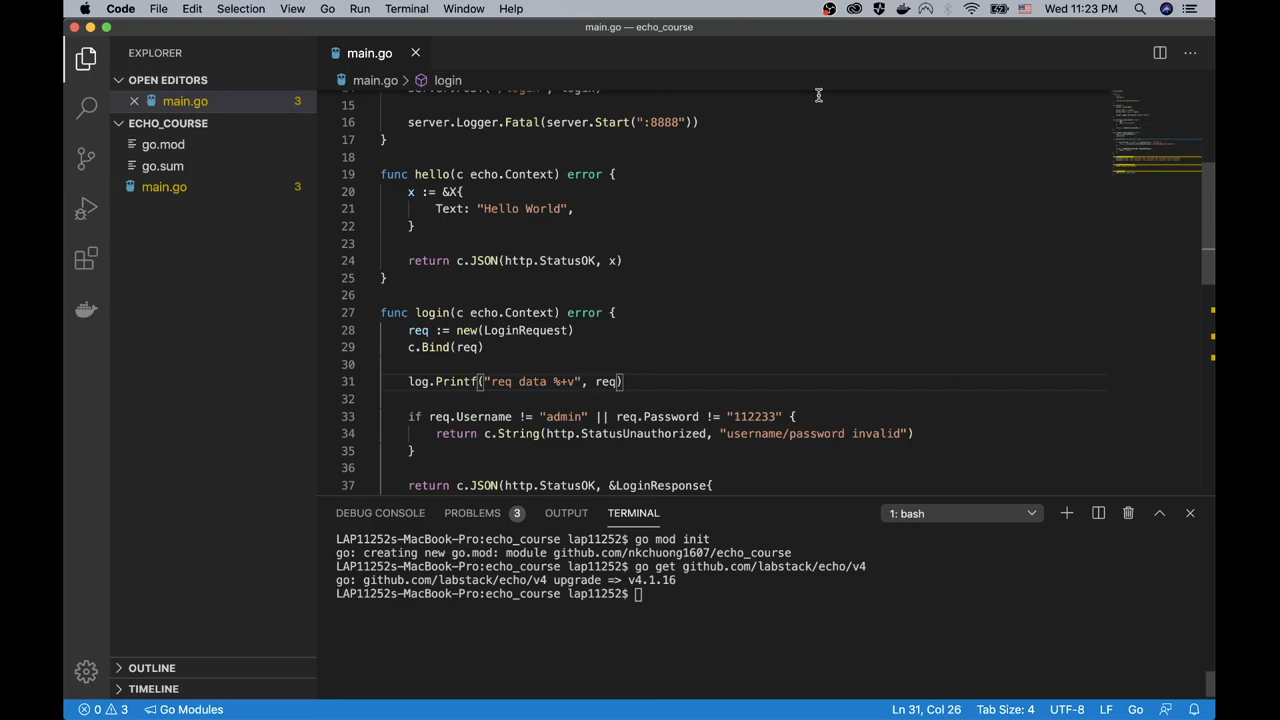 Code File Edit Selection View Go Run Terminal Window Help Wed 11:23 PM
main.go — echo_course
EXPLORER
OPEN EDITORS
main.go 3
ECHO_COURSE
go.mod
go.sum
main.go 3
OUTLINE
TIMELINE
main.go
main.go > login
15
16 server.Logger.Fatal(server.Start(":8888"))
17 }
18
19 func hello(c echo.Context) error {
20 x := &X{
21 Text: "Hello World",
22 }
23
24 return c.JSON(http.StatusOK, x)
25 }
26
27 func login(c echo.Context) error {
28 req := new(LoginRequest)
29 c.Bind(req)
30
31 log.Printf("req data %+v", req)
32
33 if req.Username != "admin" || req.Password != "112233" {
34 return c.String(http.StatusUnauthorized, "username/password invalid")
35 }
36
37 return c.JSON(http.StatusOK, &LoginResponse{
DEBUG CONSOLE PROBLEMS 3 OUTPUT TERMINAL 1: bash
LAP11252s-MacBook-Pro:echo_course lap11252$ go mod init
go: creating new go.mod: module github.com/nkchuong1607/echo_course
LAP11252s-MacBook-Pro:echo_course lap11252$ go get github.com/labstack/echo/v4
go: github.com/labstack/echo/v4 upgrade => v4.1.16
LAP11252s-MacBook-Pro:echo_course lap11252$
0 3 Go Modules Ln 31, Col 26 Tab Size: 4 UTF-8 LF Go